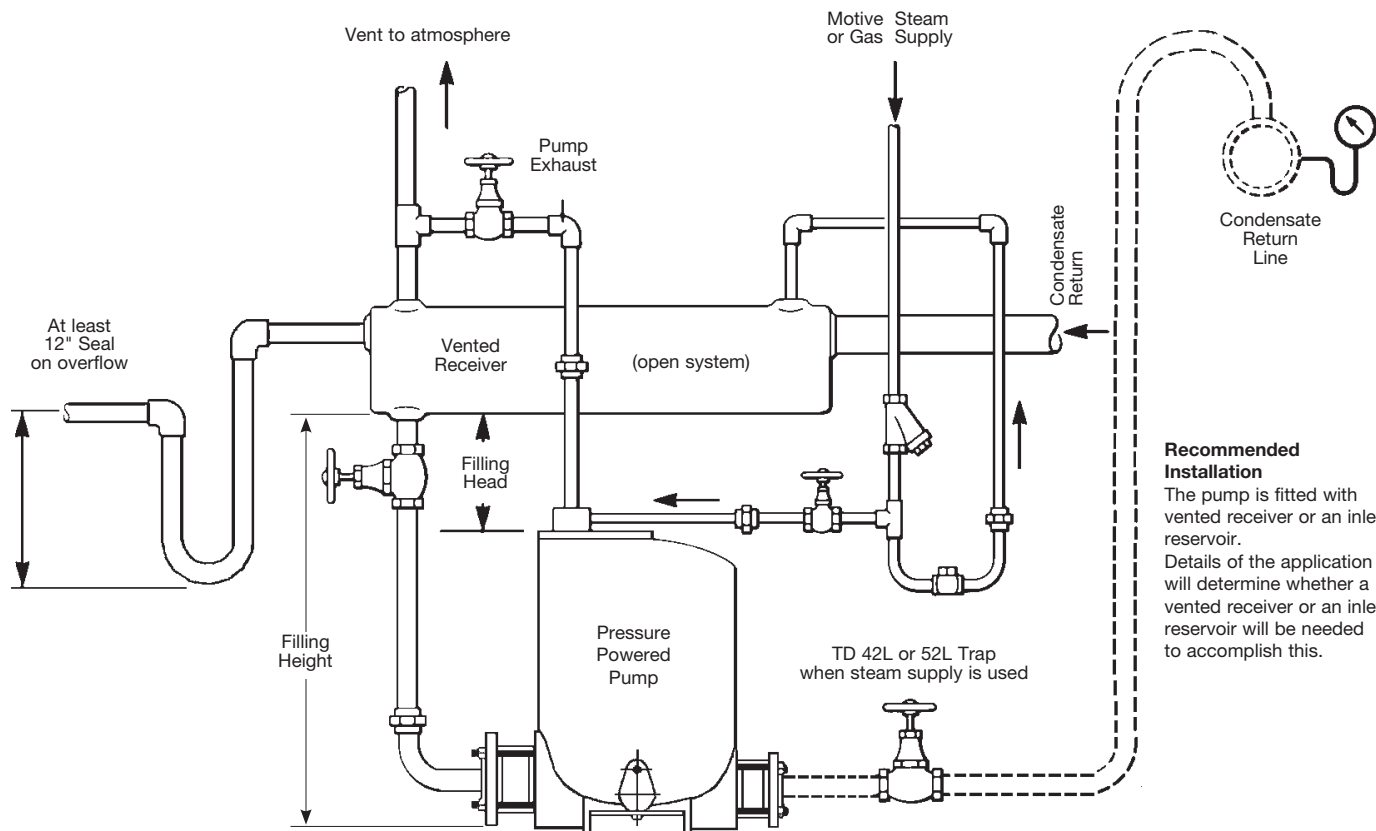 Vent to atmosphere
Motive Steam
or Gas Supply
Pump
Exhaust
Condensate
Return
Line
Condensate
Return
At least
12" Seal
on overflow
Vented
Receiver
(open system)
Filling
Head
Filling
Height
Pressure
Powered
Pump
TD 42L or 52L Trap
when steam supply is used
Recommended
Installation
The pump is fitted with
vented receiver or an inle
reservoir.
Details of the application
will determine whether a
vented receiver or an inle
reservoir will be needed
to accomplish this.